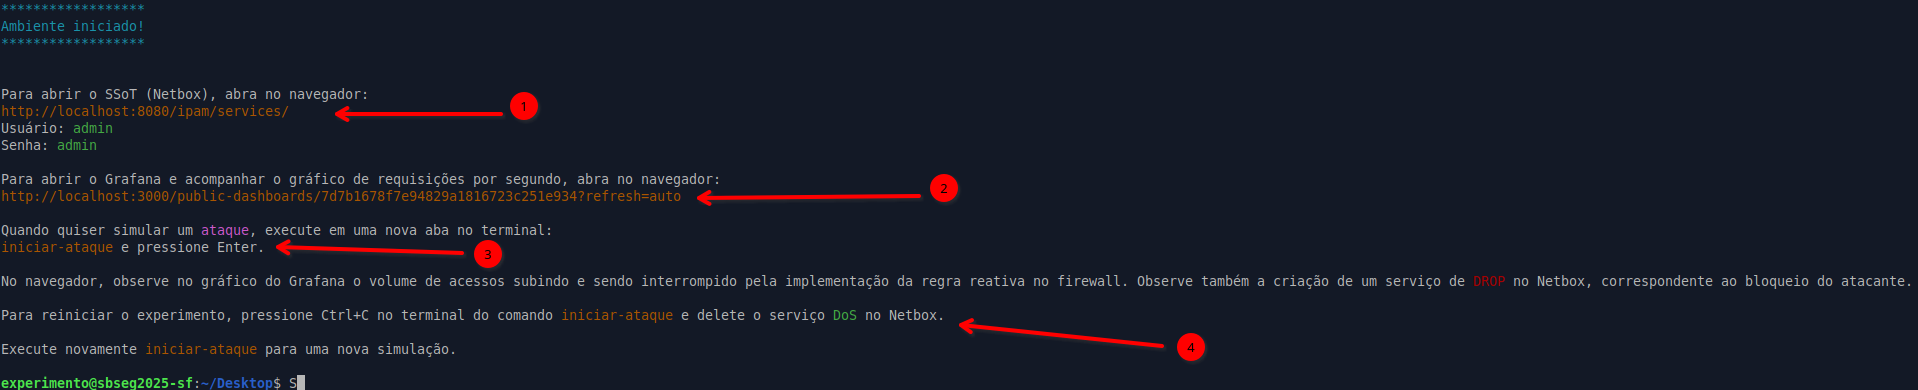 ******************
Ambiente iniciado!
******************
Para abrir o SSoT (Netbox), abra no navegador:
http://localhost:8080/ipam/services/
1
Usuário: admin
Senha: admin
Para abrir o Grafana e acompanhar o gráfico de requisições por segundo, abra no navegador:
http://localhost:3000/public-dashboards/7d7b1678f7e94829a1816723c251e934?refresh=auto
2
Quando quiser simular um ataque, execute em uma nova aba no terminal:
iniciar-ataque e pressione Enter.
3
No navegador, observe no gráfico do Grafana o volume de acessos subindo e sendo interrompido pela implementação da regra reativa no firewall. Observe também a criação de um serviço de DROP no Netbox, correspondente ao bloqueio do atacante.
Para reiniciar o experimento, pressione Ctrl+C no terminal do comando iniciar-ataque e delete o serviço DoS no Netbox.
4
Execute novamente iniciar-ataque para uma nova simulação.
experimento@sbseg2025-sf:~/Desktop$ S